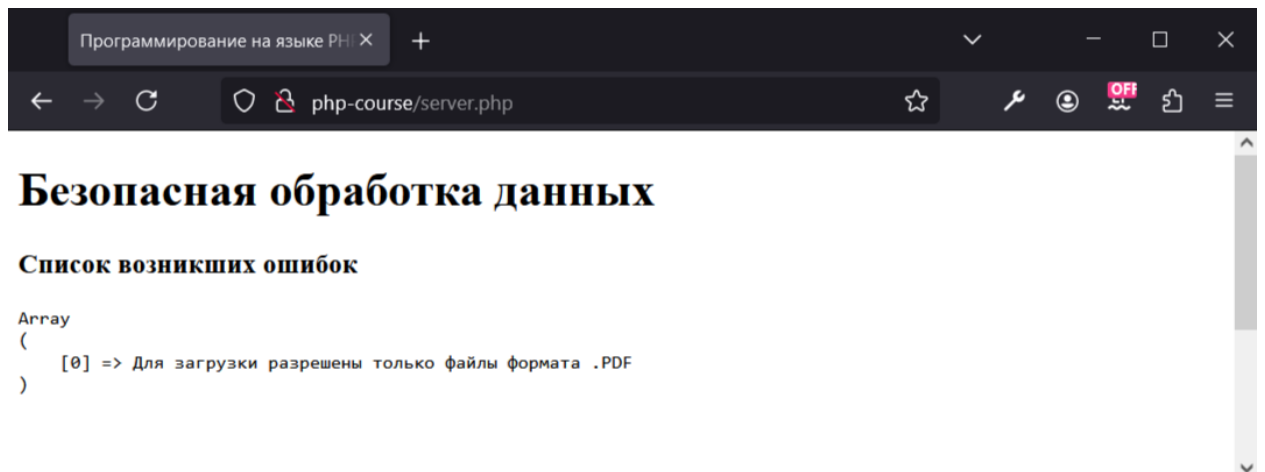 Программирование на языке PHP
php-course/server.php
OFF
Безопасная обработка данных
Список возникших ошибок
Array
(
[0] => Для загрузки разрешены только файлы формата .PDF
)